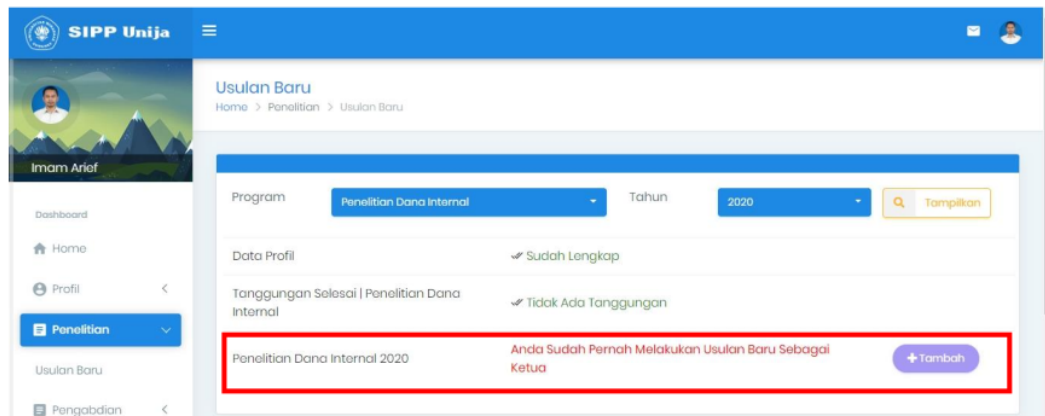 SIPP Unija
Usulan Baru
Home > Penelitian > Usulan Baru
Imam Arief
Dashboard
Home
Profil
Penelitian
Usulan Baru
Pengabdian
Program
Penelitian Dana Internal
Tahun
2020
Tampilkan
Data Profil
Sudah Lengkap
Tanggungan Selesai | Penelitian Dana
Internal
Tidak Ada Tanggungan
Penelitian Dana Internal 2020
Anda Sudah Pernah Melakukan Usulan Baru Sebagai
Ketua
+Tambah